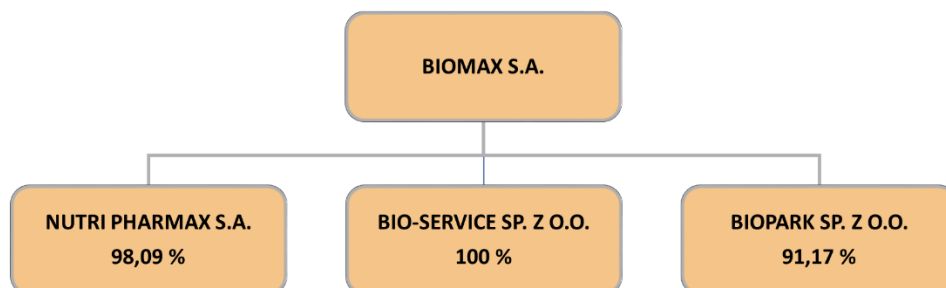 BIOMAX S.A.
NUTRI PHARMAX S.A.
98,09 %
BIO-SERVICE SP. Z O.O.
100 %
BIOPARK SP. Z O.O.
91,17 %